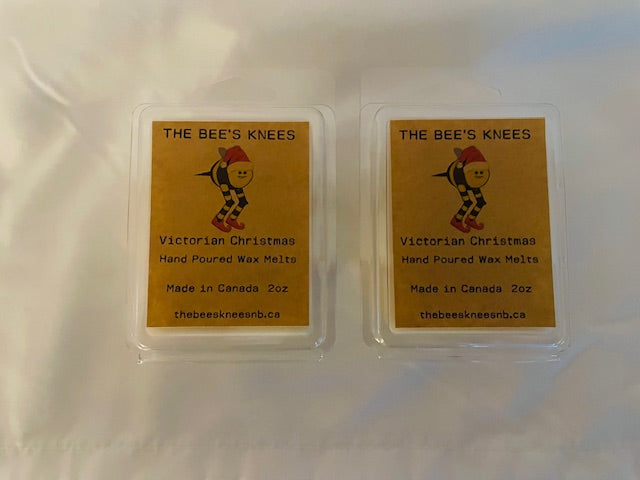 THE BEE'S KNEES
Victorian Christmas
Hand Poured Wax Melts
Made in Canada 2oz
thebeeskneesnb.ca
THE BEE'S KNEES
Victorian Christmas
Hand Poured Wax Melts
Made in Canada 2oz
thebeeskneesnb.ca